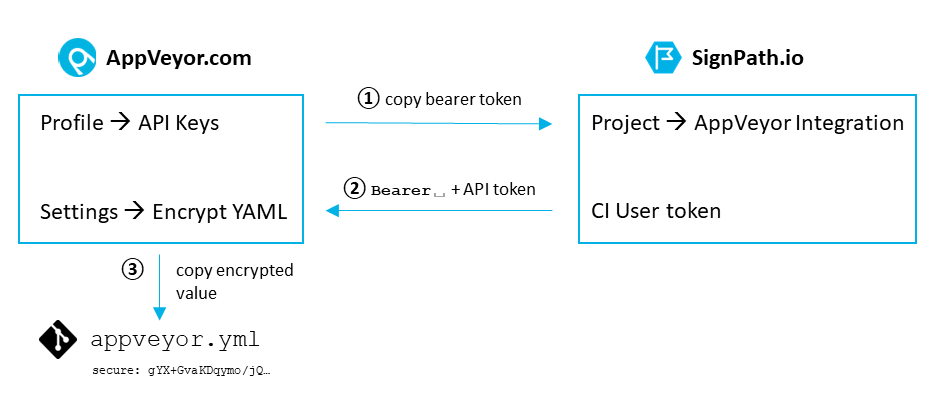 AppVeyor.com
SignPath.io
Profile → API Keys
① copy bearer token
Project → AppVeyor Integration
Settings → Encrypt YAML
② Bearer␣ + API token
CI User token
③ copy encrypted
value
appveyor.yml
secure: gYX+GvaKDqymo/jQ…